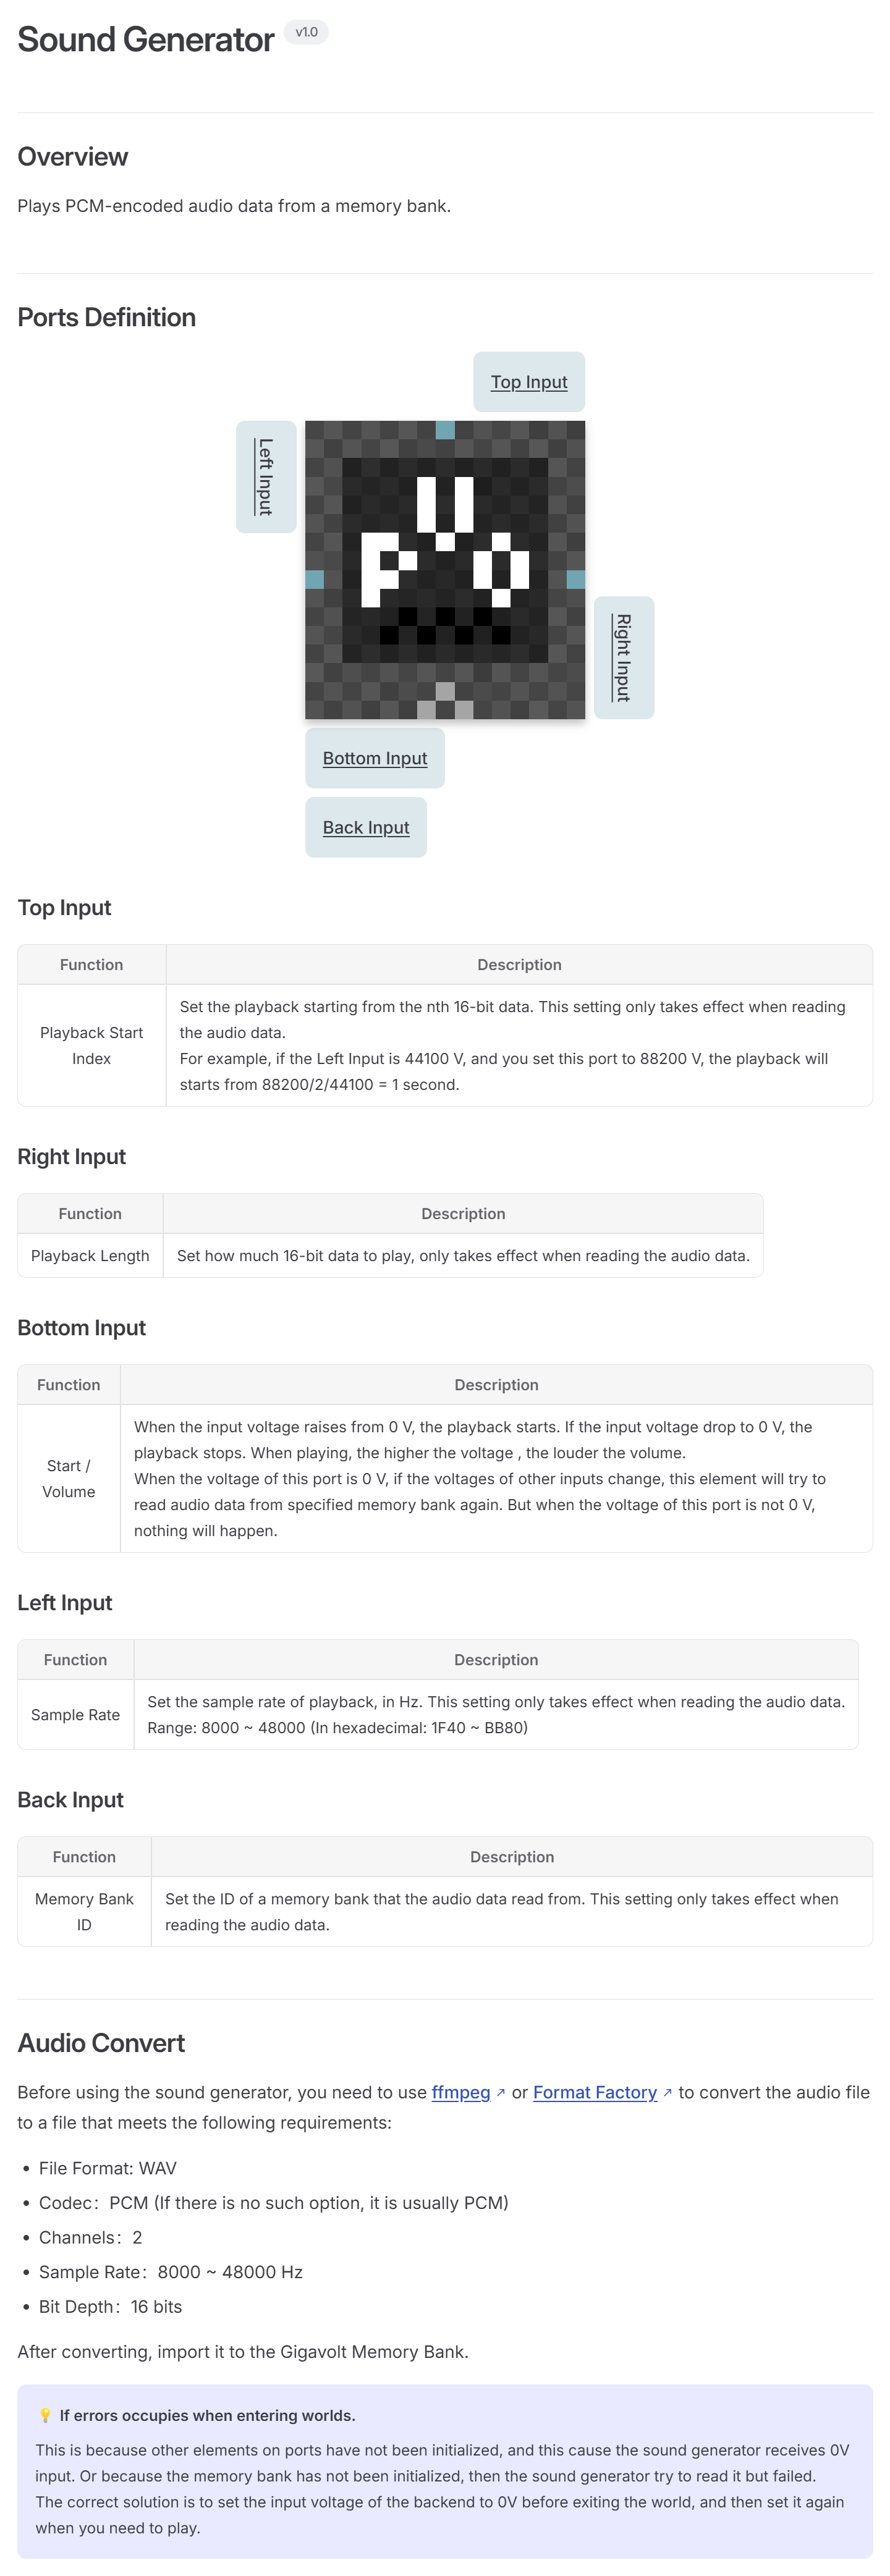 Sound Generator v1.0
Overview
Plays PCM-encoded audio data from a memory bank.
Ports Definition
Top Input
Left Input
Right Input
Bottom Input
Back Input
Top Input
Function Description
Playback Start Index
Set the playback starting from the nth 16-bit data. This setting only takes effect when reading
the audio data.
For example, if the Left Input is 44100 V, and you set this port to 88200 V, the playback will
starts from 88200/2/44100 = 1 second.
Right Input
Function Description
Playback Length Set how much 16-bit data to play, only takes effect when reading the audio data.
Bottom Input
Function Description
Start /
Volume
When the input voltage raises from 0 V, the playback starts. If the input voltage drop to 0 V, the
playback stops. When playing, the higher the voltage , the louder the volume.
When the voltage of this port is 0 V, if the voltages of other inputs change, this element will try to
read audio data from specified memory bank again. But when the voltage of this port is not 0 V,
nothing will happen.
Left Input
Function Description
Sample Rate
Set the sample rate of playback, in Hz. This setting only takes effect when reading the audio data.
Range: 8000 ~ 48000 (In hexadecimal: 1F40 ~ BB80)
Back Input
Function Description
Memory Bank
ID
Set the ID of a memory bank that the audio data read from. This setting only takes effect when
reading the audio data.
Audio Convert
Before using the sound generator, you need to use ffmpeg ↗ or Format Factory ↗ to convert the audio file
to a file that meets the following requirements:
• File Format: WAV
• Codec：PCM (If there is no such option, it is usually PCM)
• Channels：2
• Sample Rate：8000 ~ 48000 Hz
• Bit Depth：16 bits
After converting, import it to the Gigavolt Memory Bank.
💡 If errors occupies when entering worlds.
This is because other elements on ports have not been initialized, and this cause the sound generator receives 0V
input. Or because the memory bank has not been initialized, then the sound generator try to read it but failed.
The correct solution is to set the input voltage of the backend to 0V before exiting the world, and then set it again
when you need to play.